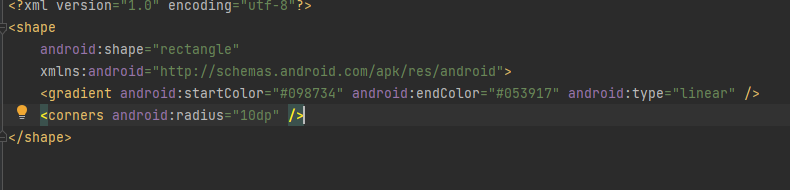 <?xml version="1.0" encoding="utf-8"?>
<shape
android:shape="rectangle"
xmlns:android="http://schemas.android.com/apk/res/android">
<gradient android:startColor="#098734" android:endColor="#053917" android:type="linear" />
<corners android:radius="10dp" />
</shape>